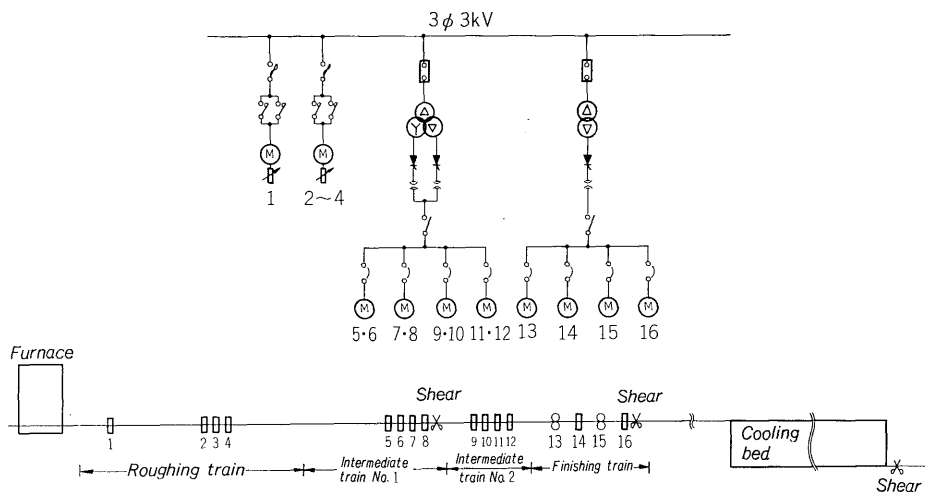 3φ 3kV
M M
1 2~4
M M M M M M M M
5・6 7・8 9・10 11・12 13 14 15 16
Furnace
Shear Shear
1 2 3 4 5 6 7 8 9 10 11 12 13 14 15 16
Cooling
bed
Roughing train Intermediate
train No.1 Intermediate
train No.2 Finishing train
Shear